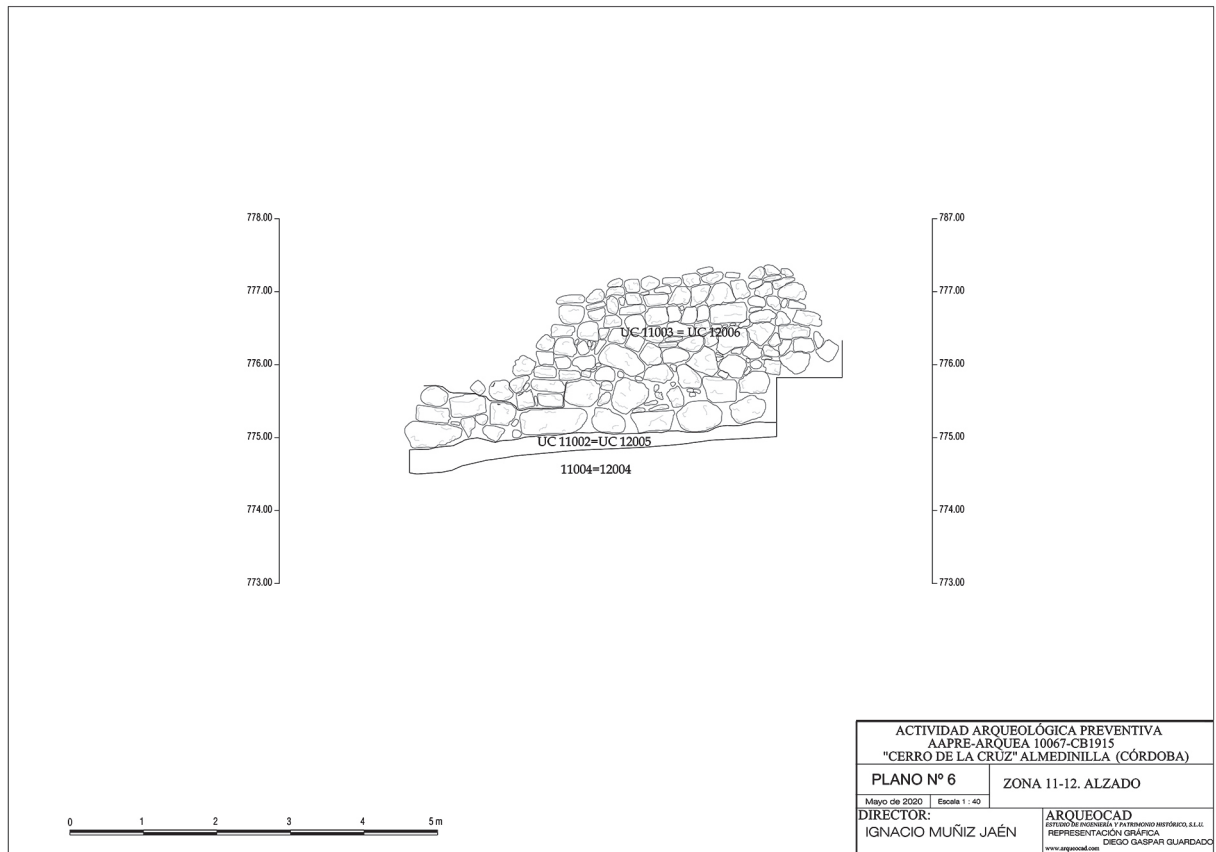 778.00
787.00
777.00
777.00
UC 11003 = UC 12006
776.00
776.00
775.00
775.00
UC 11002=UC 12005
11004=12004
774.00
774.00
773.00
773.00
ACTIVIDAD ARQUEOLÓGICA PREVENTIVA
AAPRE-ARQUEA 10067-CB1915
"CERRO DE LA CRUZ" ALMEDINILLA (CÓRDOBA)
PLANO Nº 6
ZONA 11-12. ALZADO
Mayo de 2020
Escala 1 : 40
DIRECTOR:
IGNACIO MUÑIZ JAÉN
ARQUEOCAD
ESTUDIO DE INGENIERÍA Y PATRIMONIO HISTÓRICO, S.L.U.
REPRESENTACIÓN GRÁFICA
DIEGO GASPAR GUARDADO
www.arqueocad.com
0 1 2 3 4 5 m